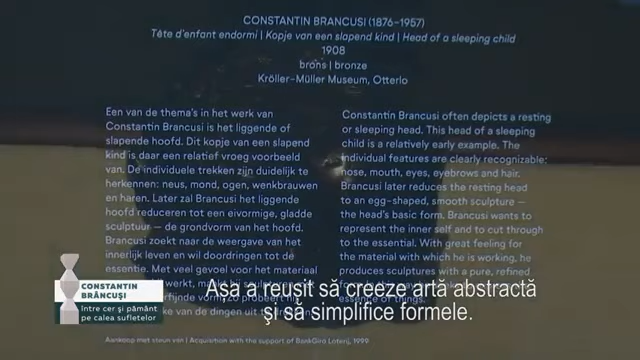 CONSTANTIN BRANCUSI (1876–1957)
Tête d'enfant endormi | Kopje van een slapend kind | Head of a sleeping child
1908
brons | bronze
Kröller-Müller Museum, Otterlo
Een van de thema's in het werk van
Constantin Brancusi is het liggende of
slapende hoofd. Dit kopje van een slapend
kind is daar een relatief vroeg voorbeeld
van. De individuele trekken zijn duidelijk te
herkennen: neus, mond, ogen, wenkbrauwen
en haren. Later zal Brancusi het liggende
hoofd reduceren tot een eivormige, gladde
sculptuur — de grondvorm van het hoofd.
Brancusi zoekt naar de weergave van het
innerlijk leven en wil doordringen tot de
essentie. Met veel gevoel voor het materiaal
werkt,
vorm
ke van de dingen uit te
Constantin Brancusi often depicts a resting
or sleeping head. This head of a sleeping
child is a relatively early example. The
individual features are clearly recognizable:
nose, mouth, eyes, eyebrows and hair.
Brancusi later reduces the resting head
to an egg-shaped, smooth sculpture —
the head's basic form. Brancusi wants to
represent the inner self and to cut through
to the essential. With great feeling for
the material with which he is working, he
produces sculptures with a pure, refined
essence of things.
Aankoop met steun van | Acquisition with the support of BankGiro Loterij, 1999
CONSTANTIN
BRÂNCUȘI
între cer și pământ
pe calea sufletelor
Așa a reușit să creeze artă abstractă
și să simplifice formele.